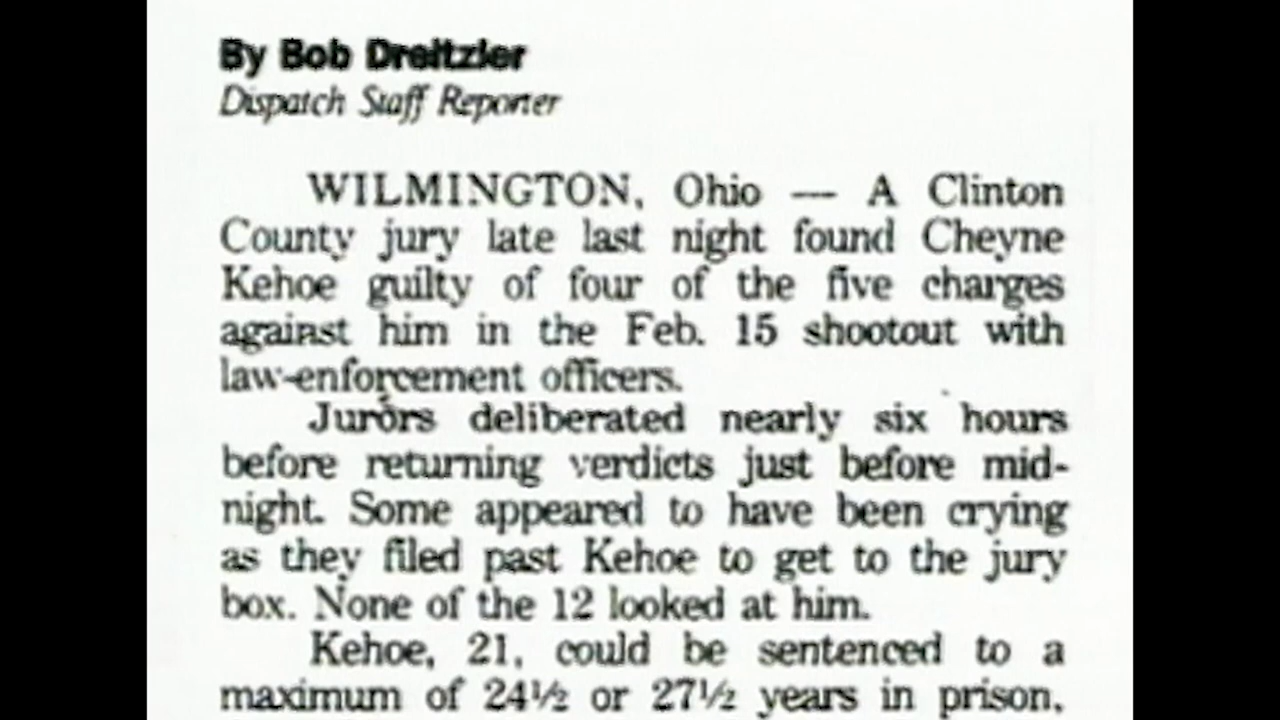 By Bob Dreitzler
Dispatch Staff Reporter
WILMINGTON, Ohio — A Clinton
County jury late last night found Cheyne
Kehoe guilty of four of the five charges
against him in the Feb. 15 shootout with
law-enforcement officers.
Jurors deliberated nearly six hours
before returning verdicts just before mid-
night. Some appeared to have been crying
as they filed past Kehoe to get to the jury
box. None of the 12 looked at him.
Kehoe, 21, could be sentenced to a
maximum of 24½ or 27½ years in prison,